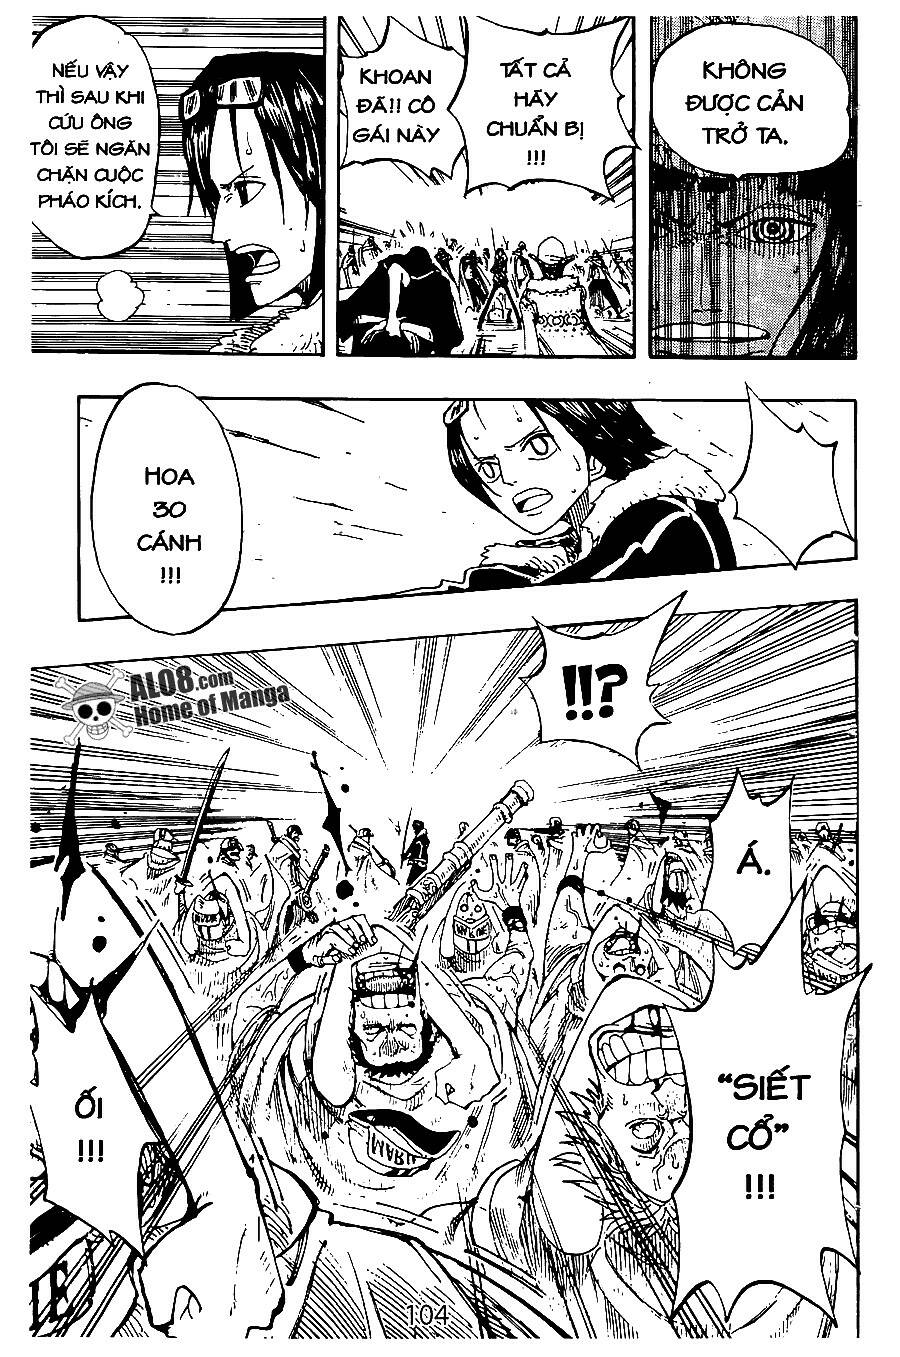 KHÔNG
ĐƯỢC CẢN
TRỞ TA.
TẤT CẢ
HÃY
CHUẨN BỊ
!!!
KHOAN
ĐÃ!! CÔ
GÁI NÀY
NẾU VẬY
THÌ SAU KHI
CỨU ÔNG
TÔI SẼ NGĂN
CHẶN CUỘC
PHÁO KÍCH.
HOA
30
CÁNH
!!!
AL08.com
Home of Manga
!!?
Á.
"SIẾT
CỔ"
!!!
ỐI
!!!
104